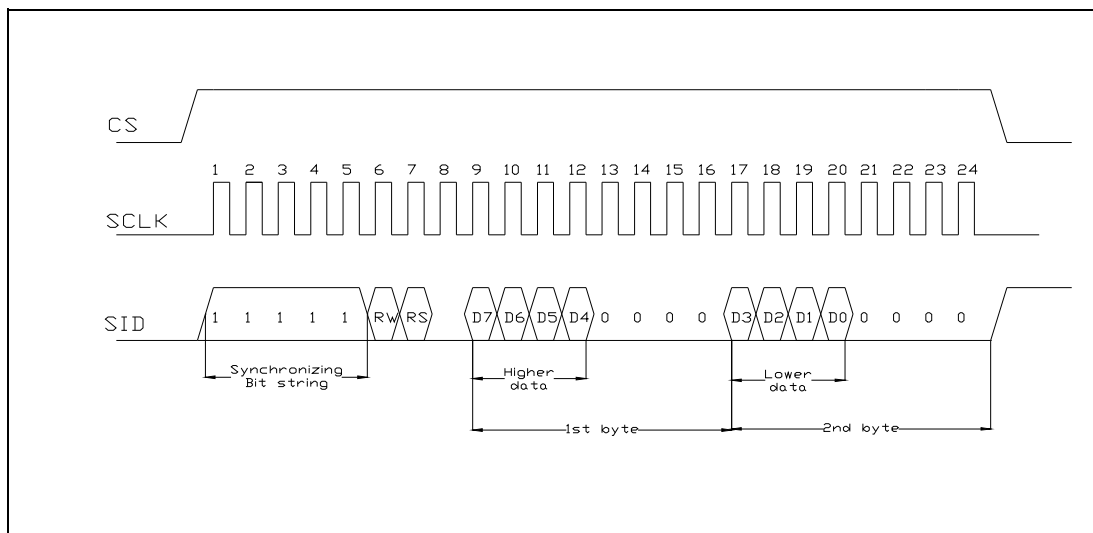 CS
1 2 3 4 5 6 7 8 9 10 11 12 13 14 15 16 17 18 19 20 21 22 23 24
SCLK
SID 1 1 1 1 1 RW RS D7 D6 D5 D4 0 0 0 0 D3 D2 D1 D0 0 0 0 0
Synchronizing Higher Lower
Bit string data data
1st byte 2nd byte